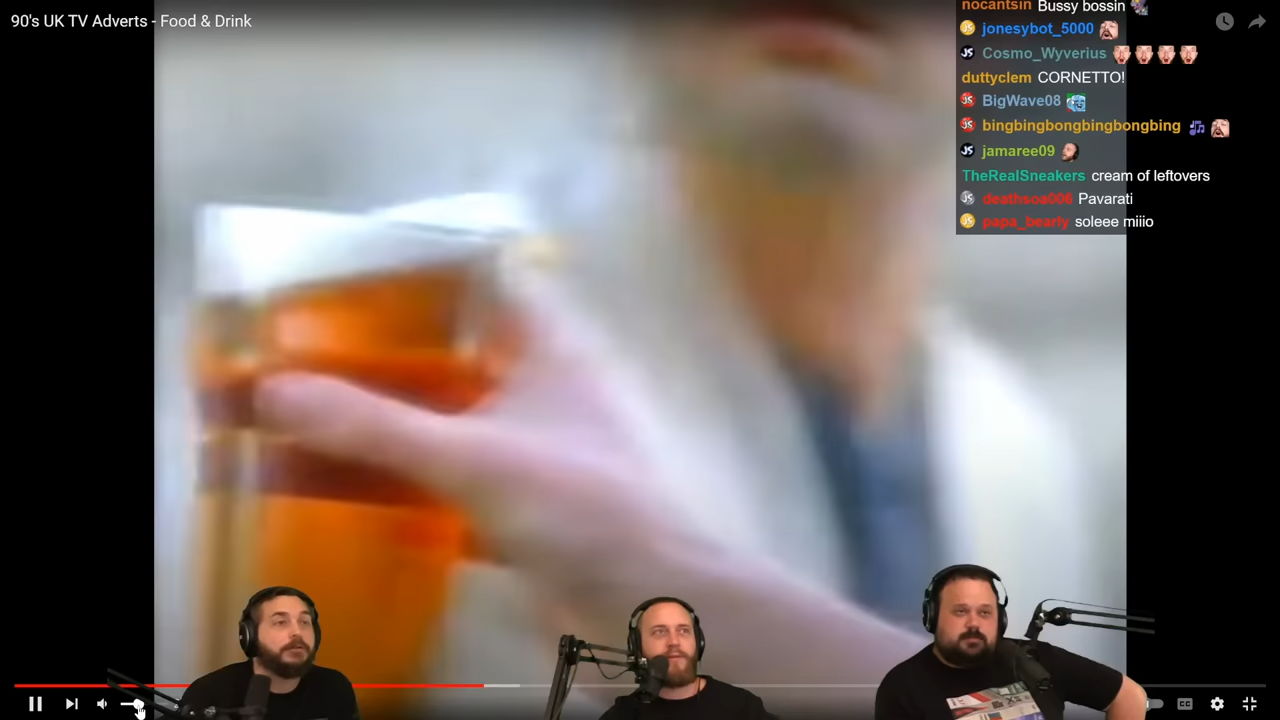 90's UK TV Adverts - Food & Drink
nocantsin Bussy bossin
jonesybot_5000
Cosmo_Wyverius
duttyclem CORNETTO!
BigWave08
bingbingbongbingbongbing
jamaree09
TheRealSneakers cream of leftovers
deathsoa006 Pavarati
papa_bearly soleee miiio